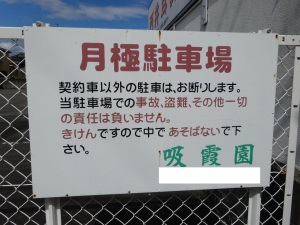 月極駐車場
契約車以外の駐車は、お断りします。
当駐車場での事故、盗難、その他一切
の責任は負いません。
きけんですので中であそばないで下
さい。
吸霞園